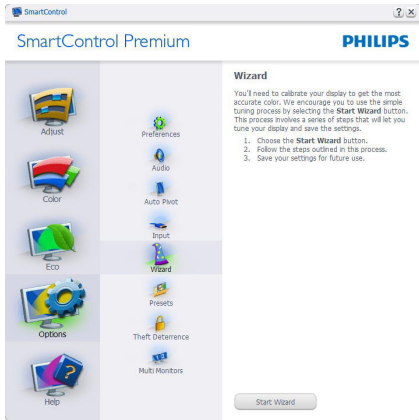 SmartControl
SmartControl Premium
PHILIPS
Adjust
Color
Eco
Options
Help
Preferences
Audio
Auto Pivot
Input
Wizard
Presets
Theft Deterrence
Multi Monitors
Wizard
You'll need to calibrate your display to get the most
accurate color. We encourage you to use the simple
tuning process by selecting the Start Wizard button.
This process involves a series of steps that will let you
tune your display and save the settings.
1. Choose the Start Wizard button.
2. Follow the steps outlined in this process.
3. Save your settings for future use.
Start Wizard